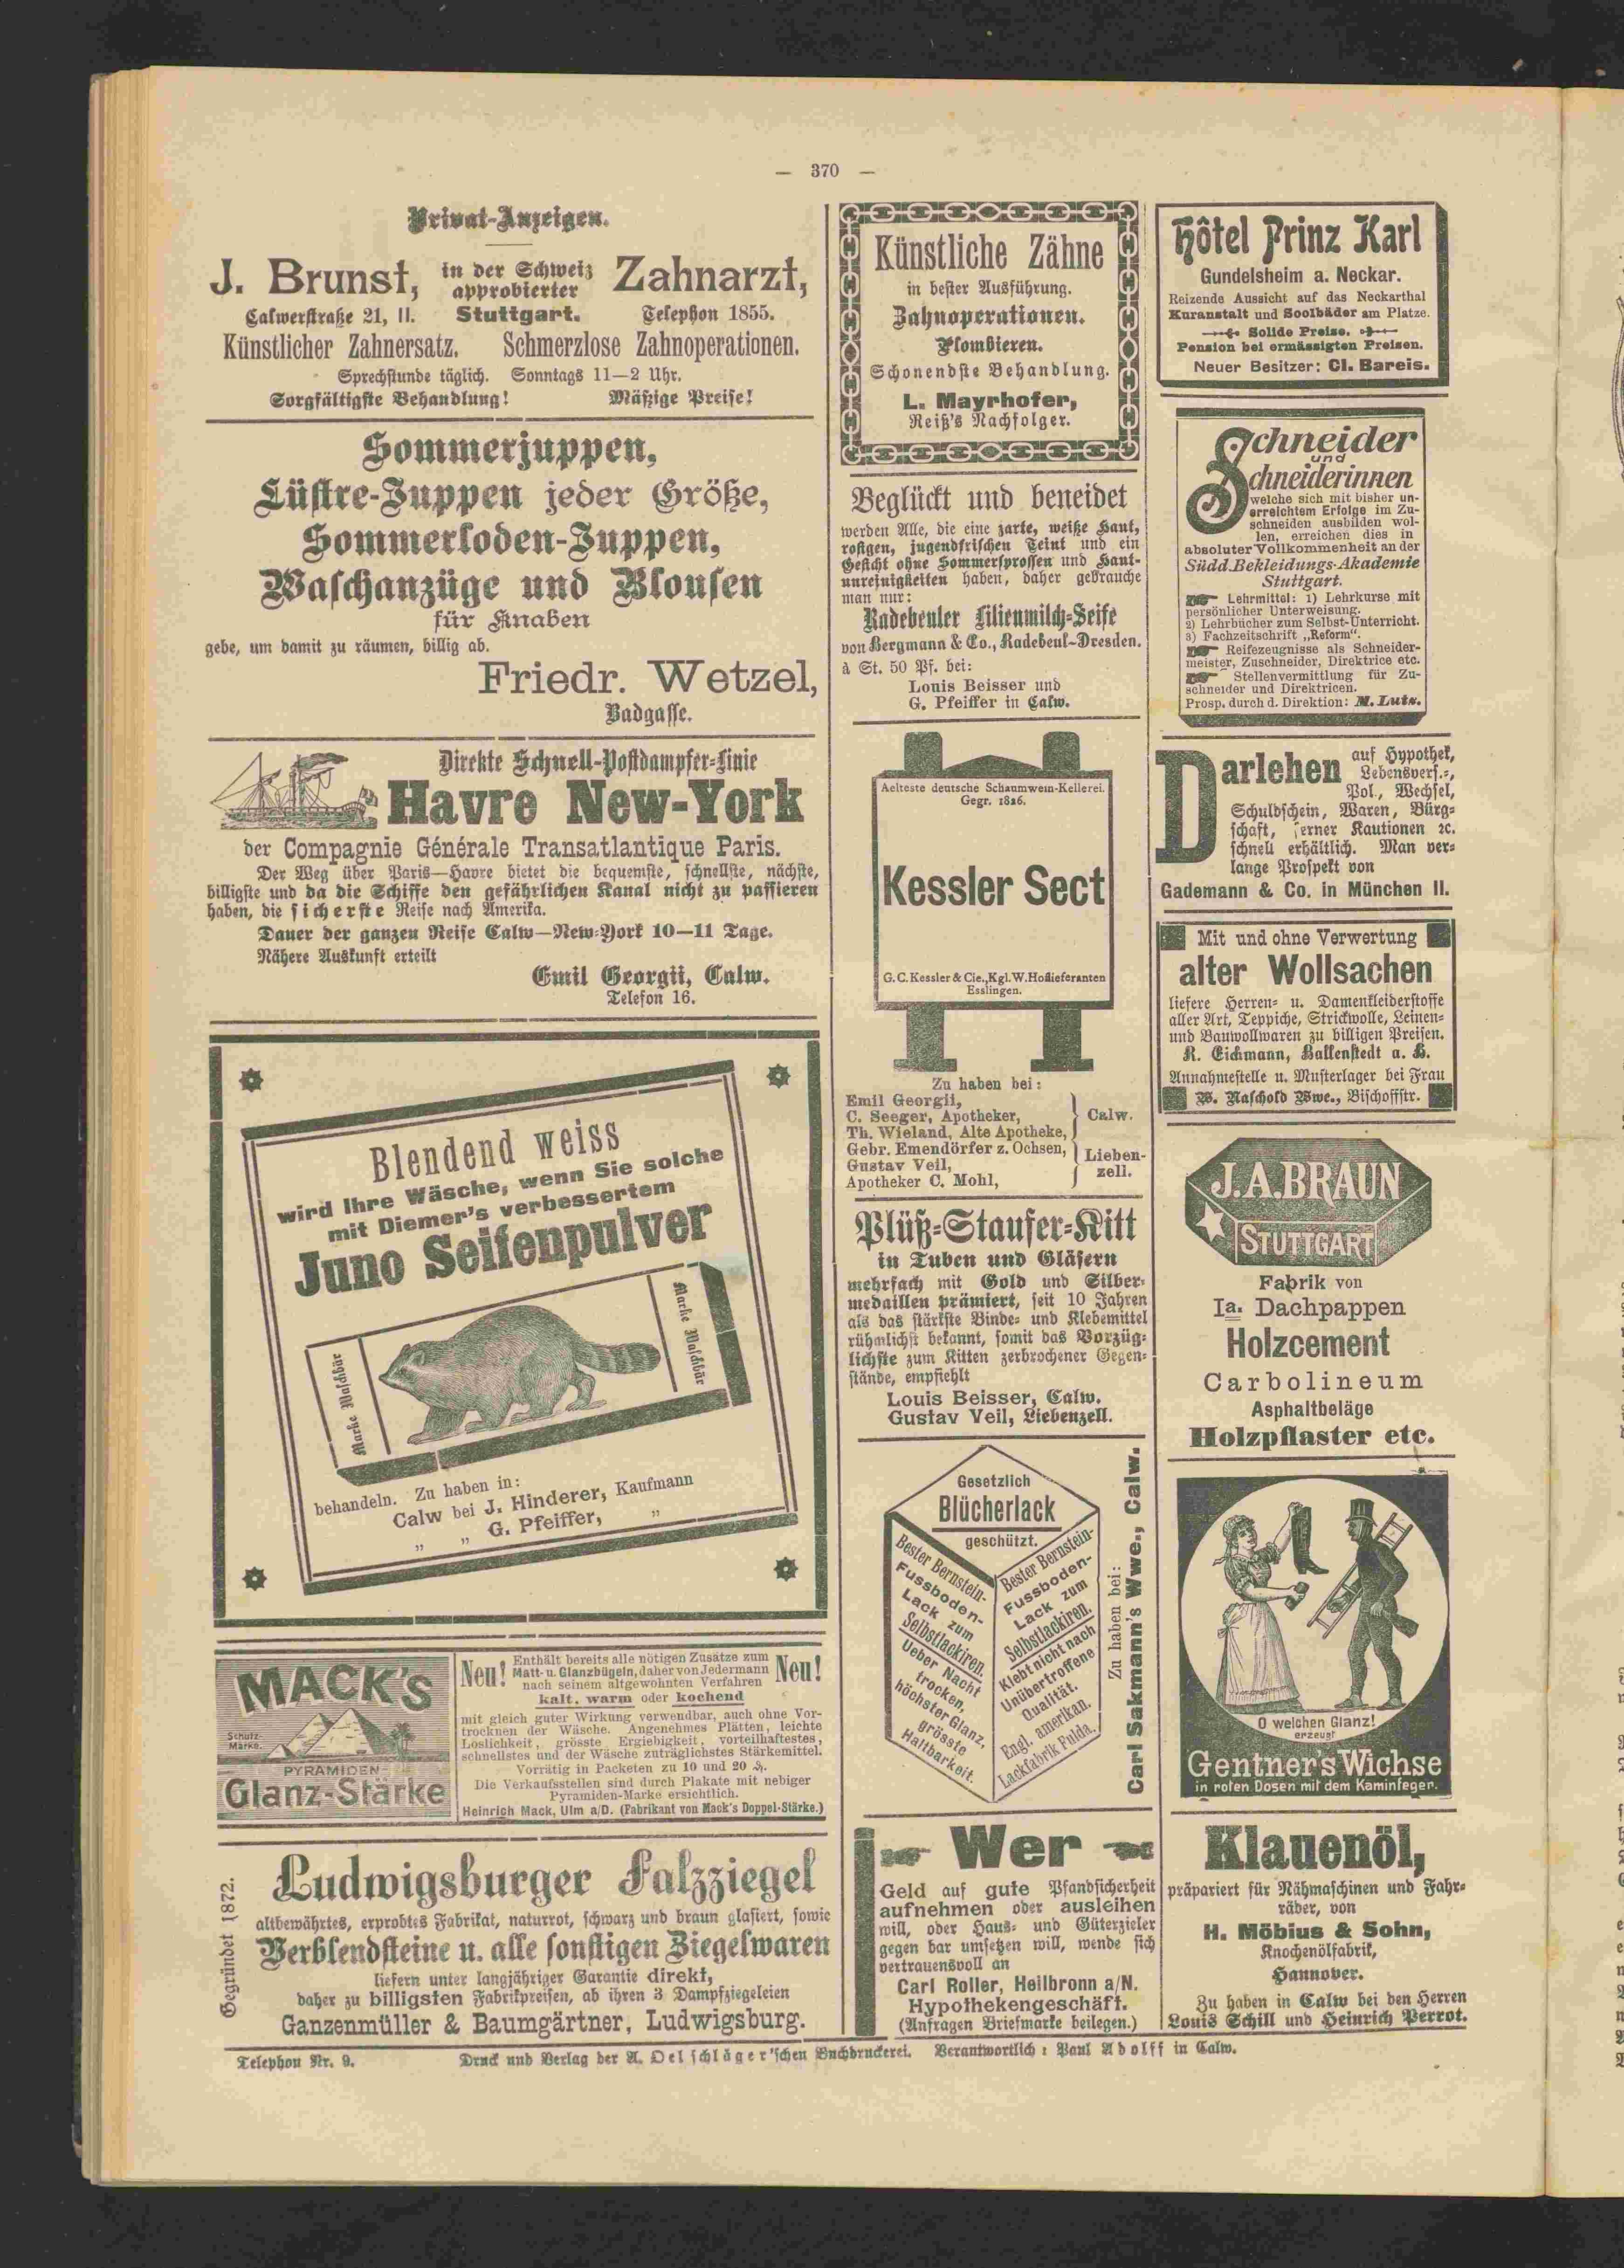 — 370 —
Privat-Anzeigen.
J. Brunst, in der Schweiz approbierter Zahnarzt,
Calwerstraße 21, II. Stuttgart. Telephon 1855.
Künstlicher Zahnersatz. Schmerzlose Zahnoperationen.
Sprechstunde täglich. Sonntags 11—2 Uhr.
Sorgfältigste Behandlung! Mäßige Preise!
Sommerjuppen,
Lüstre-Juppen jeder Größe,
Sommerloden-Juppen,
Waschanzüge und Blousen
für Knaben
gebe, um damit zu räumen, billig ab.
Friedr. Wetzel,
Badgasse.
Direkte Schnell-Postdampfer-Linie
Havre New-York
der Compagnie Générale Transatlantique Paris.
Der Weg über Paris—Havre bietet die bequemste, schnellste, nächste,
billigste und da die Schiffe den gefährlichen Kanal nicht zu passieren
haben, die sicherste Reise nach Amerika.
Dauer der ganzen Reise Calw—New-York 10—11 Tage.
Nähere Auskunft erteilt
Emil Georgii, Calw.
Telefon 16.
Blendend weiss
wird Ihre Wäsche, wenn Sie solche
mit Diemer's verbessertem
Juno Seifenpulver
Marke Waschbär
Marke Waschbär
behandeln. Zu haben in:
Calw bei J. Hinderer, Kaufmann
„ „ G. Pfeiffer, „
MACK'S
Schutz-
Marke.
PYRAMIDEN-
Glanz-Stärke
Neu! Enthält bereits alle nötigen Zusätze zum Neu!
Matt- u. Glanzbügeln, daher von Jedermann
nach seinem altgewohnten Verfahren
kalt, warm oder kochend
mit gleich guter Wirkung verwendbar, auch ohne Vor-
trocknen der Wäsche. Angenehmes Plätten, leichte
Löslichkeit, grösste Ergiebigkeit, vorteilhaftestes,
schnellstes und der Wäsche zuträglichstes Stärkemittel.
Vorrätig in Packeten zu 10 und 20 ₰.
Die Verkaufsstellen sind durch Plakate mit nebiger
Pyramiden-Marke ersichtlich.
Heinrich Mack, Ulm a/D. (Fabrikant von Mack's Doppel-Stärke.)
Gegründet 1872.
Ludwigsburger Falzziegel
altbewährtes, erprobtes Fabrikat, naturrot, schwarz und braun glasiert, sowie
Verblendsteine u. alle sonstigen Ziegelwaren
liefern unter langjähriger Garantie direkt,
daher zu billigsten Fabrikpreisen, ab ihren 3 Dampfziegeleien
Ganzenmüller & Baumgärtner, Ludwigsburg.
Künstliche Zähne
in bester Ausführung.
Zahnoperationen.
Plombieren.
Schonendste Behandlung.
L. Mayrhofer,
Reiß's Nachfolger.
Beglückt und beneidet
werden Alle, die eine zarte, weiße Haut,
rosigen, jugendfrischen Teint und ein
Gesicht ohne Sommersprossen und Haut-
unreinigkeiten haben, daher gebrauche
man nur:
Radebeuler Lilienmilch-Seife
von Bergmann & Co., Radebeul-Dresden.
à St. 50 Pf. bei:
Louis Beisser und
G. Pfeiffer in Calw.
Aelteste deutsche Schaumwein-Kellerei.
Gegr. 1826.
Kessler Sect
G. C. Kessler & Cie., Kgl. W. Hoflieferanten
Esslingen.
Zu haben bei:
Emil Georgii,
C. Seeger, Apotheker, } Calw.
Th. Wieland, Alte Apotheke,
Gebr. Emendörfer z. Ochsen, } Lieben-
Gustav Veil, zell.
Apotheker C. Mohl,
Plüß-Staufer-Kitt
in Tuben und Gläsern
mehrfach mit Gold und Silber-
medaillen prämiert, seit 10 Jahren
als das stärkste Binde- und Klebemittel
rühmlichst bekannt, somit das Vorzüg-
lichste zum Kitten zerbrochener Gegen-
stände, empfiehlt
Louis Beisser, Calw.
Gustav Veil, Liebenzell.
Gesetzlich
Blücherlack
geschützt.
Bester Bernstein-
Fussboden-
Lack zum
Selbstlackiren.
Ueber Nacht
trocken,
höchster Glanz,
grösste
Haltbarkeit.
Bester Bernstein-
Fussboden-
Lack zum
Selbstlackiren.
Klebt nicht nach
Unübertroffene
Qualität.
Engl. amerikan.
Lackfabrik Fulda.
Zu haben bei:
Carl Sakmann's Wwe., Calw.
Wer
Geld auf gute Pfandsicherheit
aufnehmen oder ausleihen
will, oder Haus- und Güterzieler
gegen bar umsetzen will, wende sich
vertrauensvoll an
Carl Roller, Heilbronn a/N.
Hypothekengeschäft.
(Anfragen Briefmarke beilegen.)
Hôtel Prinz Karl
Gundelsheim a. Neckar.
Reizende Aussicht auf das Neckarthal
Kuranstalt und Soolbäder am Platze.
Solide Preise.
Pension bei ermässigten Preisen.
Neuer Besitzer: Cl. Bareis.
Schneider
und
Schneiderinnen
welche sich mit bisher un-
erreichtem Erfolge im Zu-
schneiden ausbilden wol-
len, erreichen dies in
absoluter Vollkommenheit an der
Südd. Bekleidungs-Akademie
Stuttgart.
Lehrmittel: 1) Lehrkurse mit
persönlicher Unterweisung.
2) Lehrbücher zum Selbst-Unterricht.
3) Fachzeitschrift „Reform“.
Reifezeugnisse als Schneider-
meister, Zuschneider, Direktrice etc.
Stellenvermittlung für Zu-
schneider und Direktricen.
Prosp. durch d. Direktion: M. Lutz.
Darlehen auf Hypothek,
Lebensvers.-,
Pol., Wechsel,
Schuldschein, Waren, Bürg-
schaft, ferner Kautionen ꝛc.
schnell erhältlich. Man ver-
lange Prospekt von
Gademann & Co. in München II.
Mit und ohne Verwertung
alter Wollsachen
liefere Herren- u. Damenkleiderstoffe
aller Art, Teppiche, Strickwolle, Leinen-
und Bauwollwaren zu billigen Preisen.
R. Eichmann, Ballenstedt a. H.
Annahmestelle u. Musterlager bei Frau
W. Raschold Wwe., Bischoffstr.
J. A. BRAUN
STUTTGART
Fabrik von
Ia. Dachpappen
Holzcement
Carbolineum
Asphaltbeläge
Holzpflaster etc.
O welchen Glanz!
erzeugt
Gentner's Wichse
in roten Dosen mit dem Kaminfeger.
Klauenöl,
präpariert für Nähmaschinen und Fahr-
räder, von
H. Möbius & Sohn,
Knochenölfabrik,
Hannover.
Zu haben in Calw bei den Herren
Louis Schill und Heinrich Perrot.
Telephon Nr. 9. Druck und Verlag der A. Oelschläger'schen Buchdruckerei. Verantwortlich: Paul Adolff in Calw.